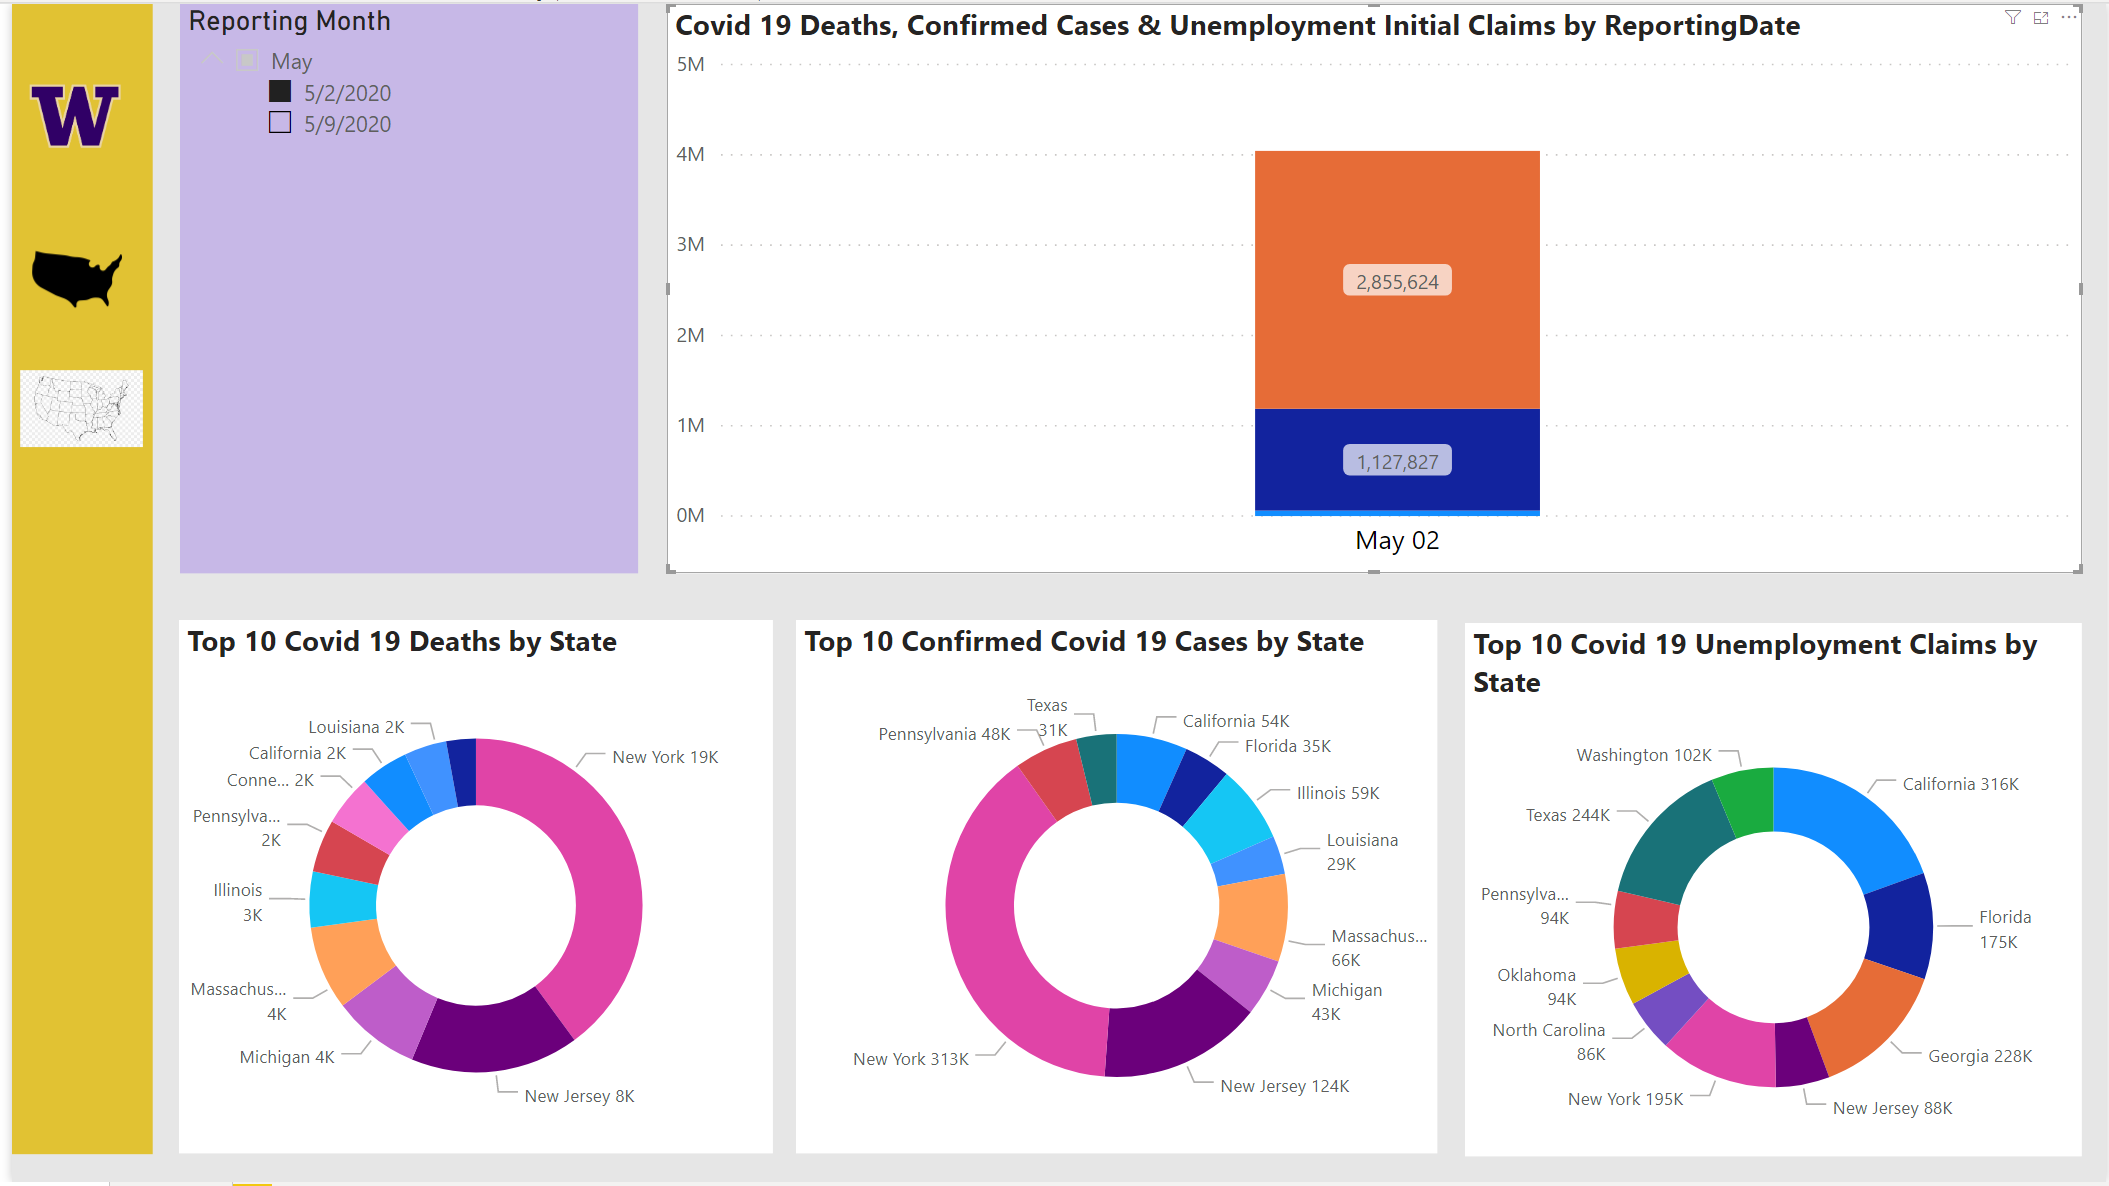 Reporting Month
May
5/2/2020
5/9/2020
W
Covid 19 Deaths, Confirmed Cases & Unemployment Initial Claims by ReportingDate
5M
4M
3M
2M
1M
0M
2,855,624
1,127,827
May 02
Top 10 Covid 19 Deaths by State
Louisiana 2K
California 2K
Conne... 2K
Pennsylva...
2K
Illinois
3K
Massachus...
4K
Michigan 4K
New Jersey 8K
New York 19K
Top 10 Confirmed Covid 19 Cases by State
Texas
31K
Pennsylvania 48K
California 54K
Florida 35K
Illinois 59K
Louisiana
29K
Massachus...
66K
Michigan
43K
New Jersey 124K
New York 313K
Top 10 Covid 19 Unemployment Claims by
State
Washington 102K
Texas 244K
Pennsylva...
94K
Oklahoma
94K
North Carolina
86K
New York 195K
New Jersey 88K
Georgia 228K
Florida
175K
California 316K